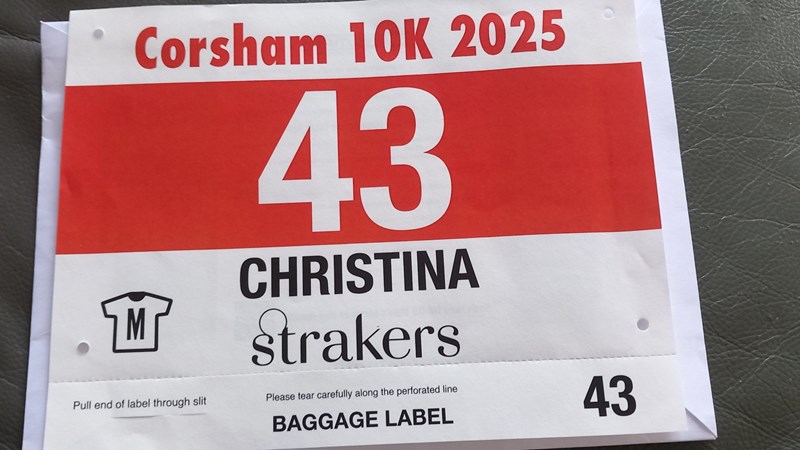 Corsham 10K 2025
43
CHRISTINA
M
strakers
Pull end of label through slit
Please tear carefully along the perforated line
BAGGAGE LABEL
43